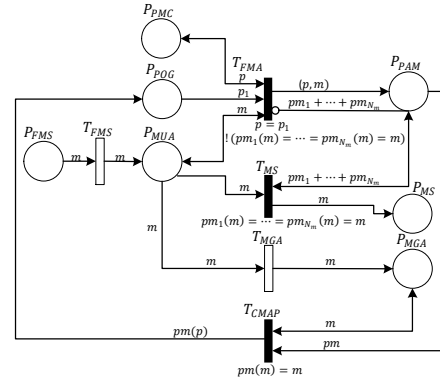 P_{PMC}
T_{FMA}
P_{POG}
p
(p, m)
P_{PAM}
p_1
pm_1 + ⋯ + pm_{N_m}
m
p = p_1
! (pm_1(m) = ⋯ = pm_{N_m}(m) = m)
P_{FMS}
T_{FMS}
P_{MUA}
m
m
T_{MS}
pm_1 + ⋯ + pm_{N_m}
m
m
P_{MS}
pm_1(m) = ⋯ = pm_{N_m}(m) = m
m
T_{MGA}
P_{MGA}
m
m
T_{CMAP}
pm(p)
m
pm
pm(m) = m